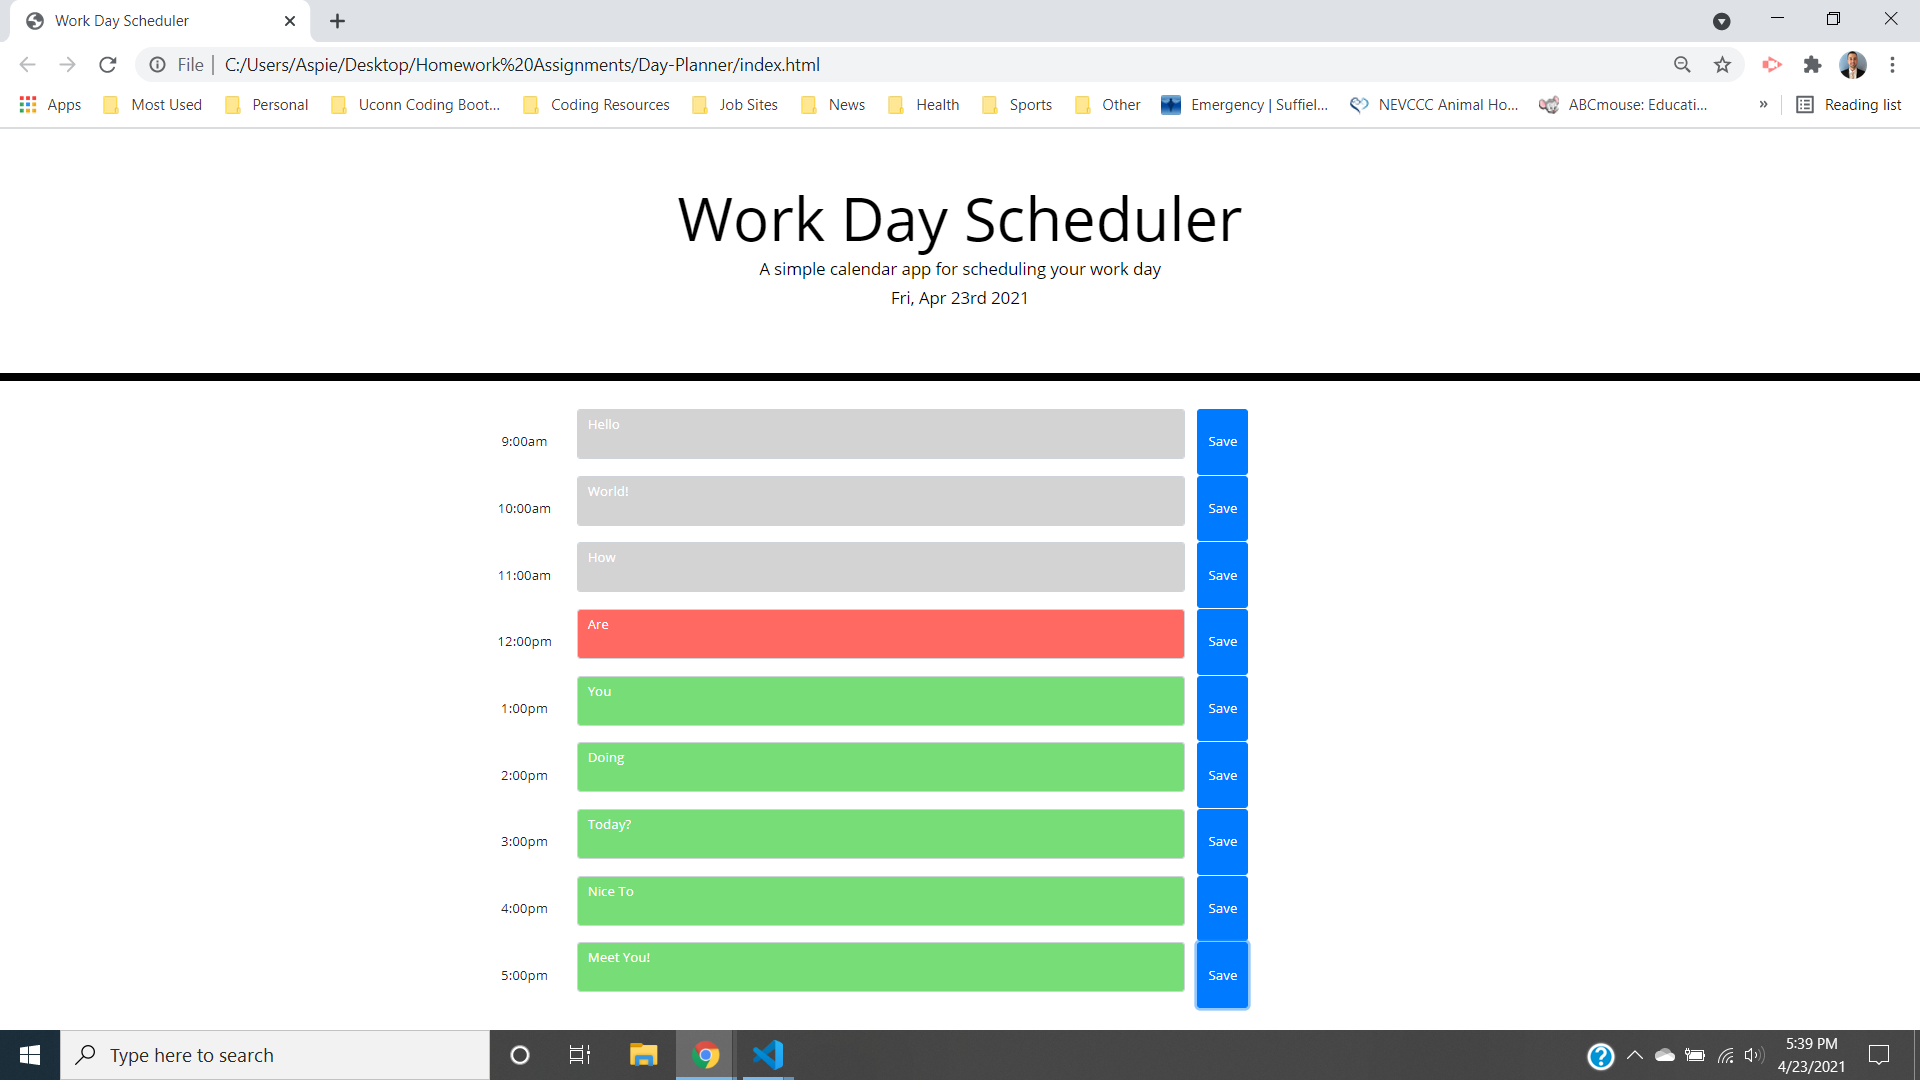 Work Day Scheduler
File | C:/Users/Aspie/Desktop/Homework%20Assignments/Day-Planner/index.html
Apps Most Used Personal Uconn Coding Boot... Coding Resources Job Sites News Health Sports Other Emergency | Suffiel... NEVCCC Animal Ho... ABCmouse: Educati... » Reading list
Work Day Scheduler
A simple calendar app for scheduling your work day
Fri, Apr 23rd 2021
9:00am Hello Save
10:00am World! Save
11:00am How Save
12:00pm Are Save
1:00pm You Save
2:00pm Doing Save
3:00pm Today? Save
4:00pm Nice To Save
5:00pm Meet You! Save
Type here to search
5:39 PM
4/23/2021